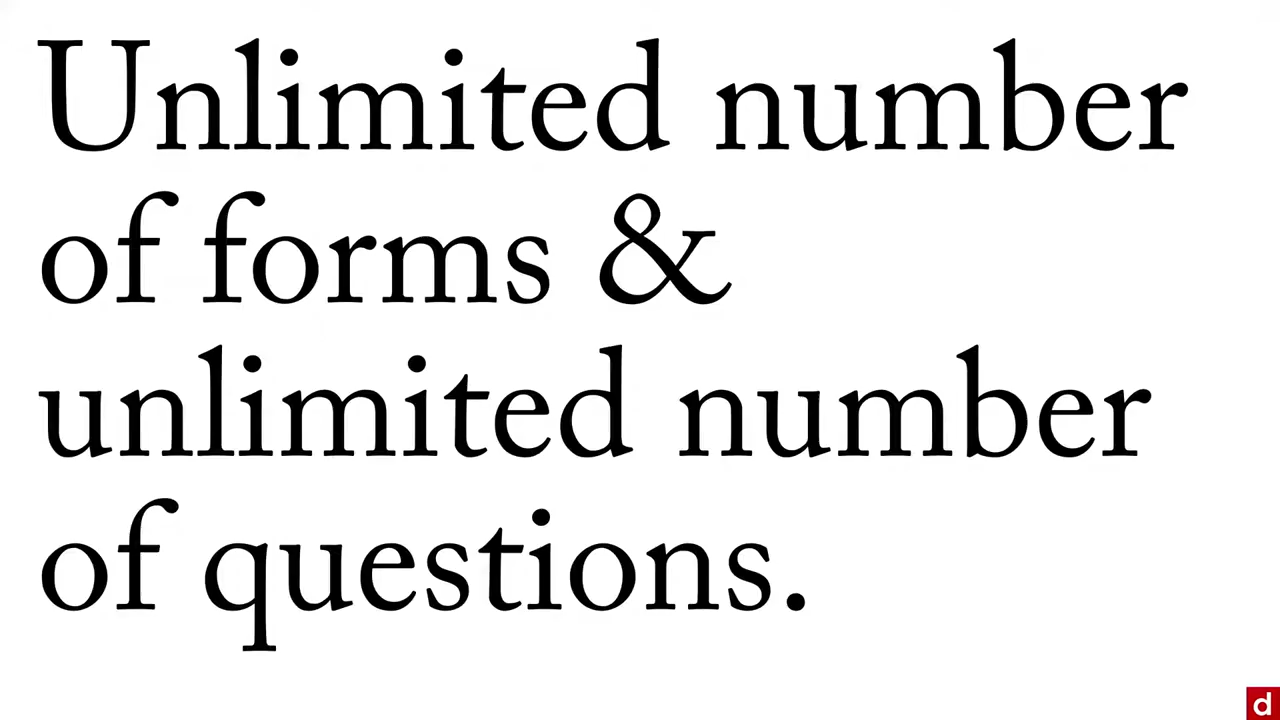 Unlimited number
of forms &
unlimited number
of questions.
d